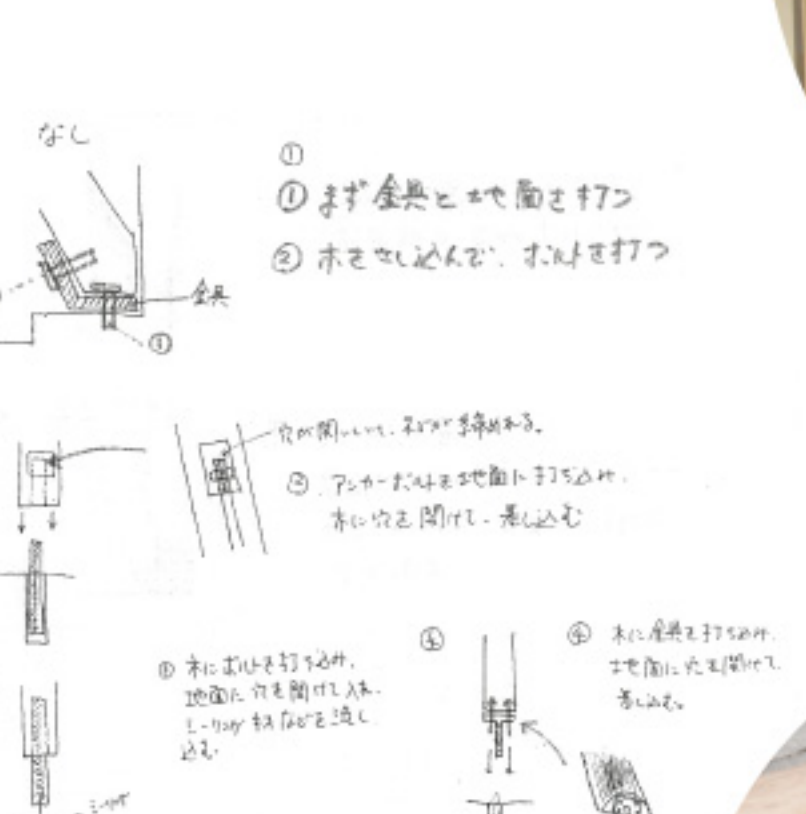 なし
①
① まず金具と地面を打つ
② 木をさし込んで、ボルトを打つ
金具
①
穴が開いていて、ネジが締めれる。
② アンカーボルトを地面に打ち込み、
木に穴を開けて、差し込む
① 木にボルトを打ち込み、
地面に穴を開けて入れ、
シーリング材などを流し
込む。
④
④ 木に金具を打ち込み、
地面に穴を開けて、
差し込む。